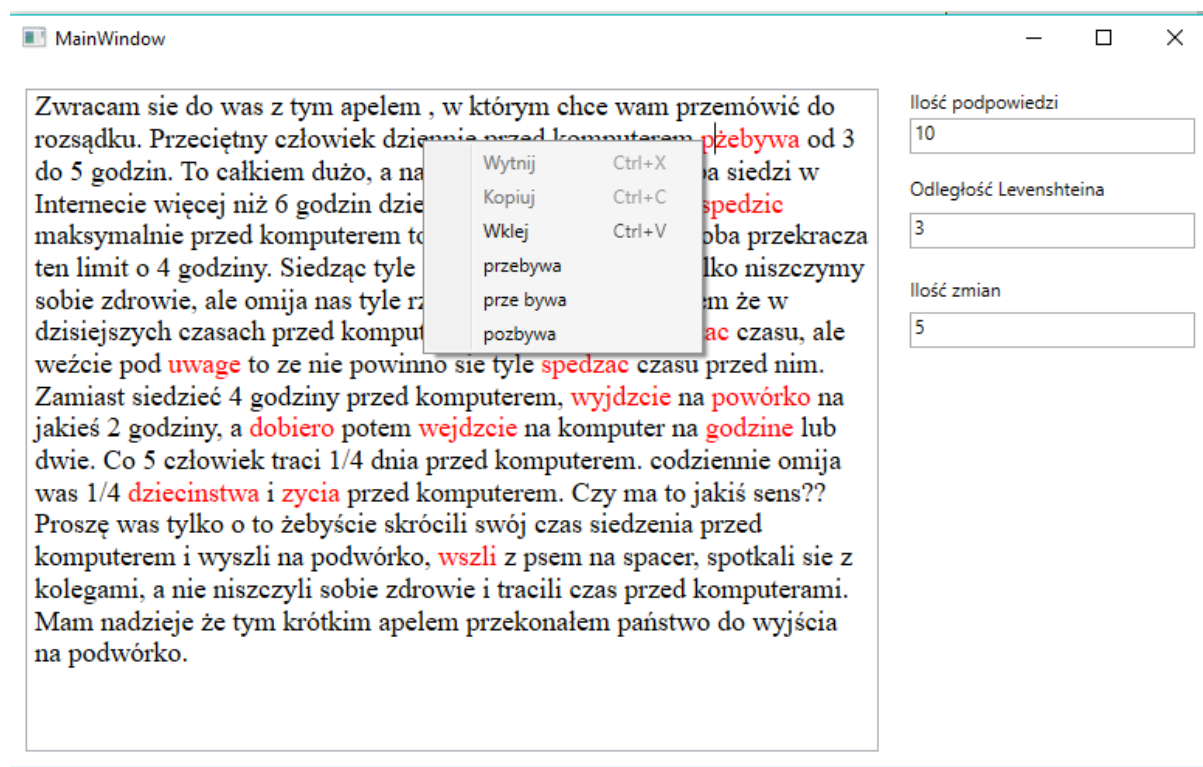 MainWindow
Zwracam sie do was z tym apelem , w którym chce wam przemówić do
rozsądku. Przeciętny człowiek dziennie przed komputerem pżebywa od 3
do 5 godzin. To całkiem dużo, a na siedzi w
Internecie więcej niż 6 godzin spedzic
maksymalnie przed komputerem przekracza
ten limit o 4 godziny. Siedząc tyle niszczymy
sobie zdrowie, ale omija nas tyle że w
dzisiejszych czasach przed czasu, ale
weźcie pod uwage to ze nie powinno sie tyle spedzac czasu przed nim.
Zamiast siedzieć 4 godziny przed komputerem, wyjdzcie na powórko na
jakieś 2 godziny, a dobiero potem wejdzcie na komputer na godzine lub
dwie. Co 5 człowiek traci 1/4 dnia przed komputerem. codziennie omija
was 1/4 dziecinstwa i zycia przed komputerem. Czy ma to jakiś sens??
Proszę was tylko o to żebyście skrócili swój czas siedzenia przed
komputerem i wyszli na podwórko, wszli z psem na spacer, spotkali sie z
kolegami, a nie niszczyli sobie zdrowie i tracili czas przed komputerami.
Mam nadzieje że tym krótkim apelem przekonałem państwo do wyjścia
na podwórko.
Wytnij Ctrl+X
Kopiuj Ctrl+C
Wklej Ctrl+V
przebywa
prze bywa
pozbywa
Ilość podpowiedzi
10
Odległość Levenshteina
3
Ilość zmian
5